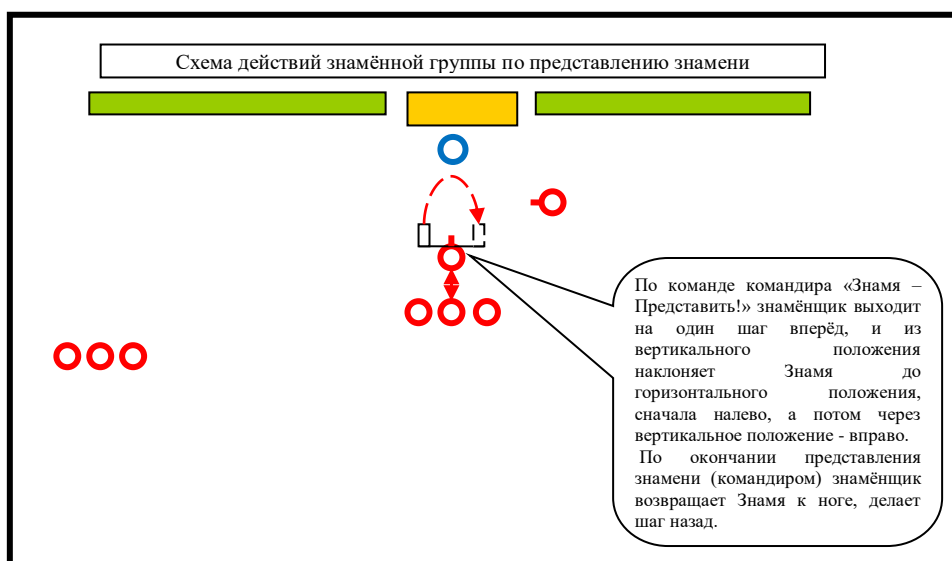 Схема действий знамённой группы по представлению знамени
По команде командира «Знамя –
Представить!» знамёнщик выходит
на один шаг вперёд, и из
вертикального положения
наклоняет Знамя до
горизонтального положения,
сначала налево, а потом через
вертикальное положение - вправо.
По окончании представления
знамени (командиром) знамёнщик
возвращает Знамя к ноге, делает
шаг назад.